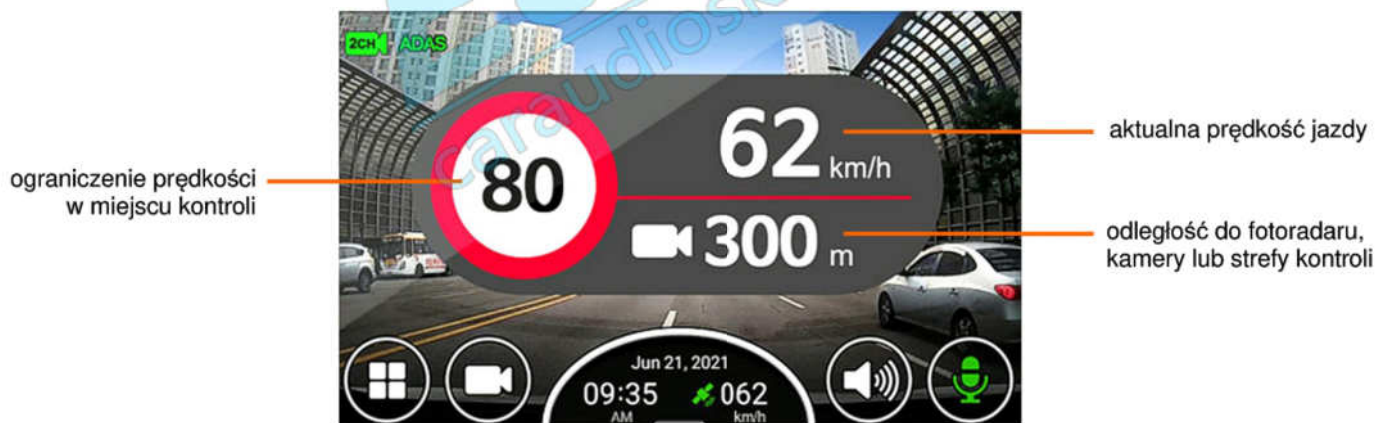 2CH ADAS
ograniczenie prędkości
w miejscu kontroli
80
62 km/h
aktualna prędkość jazdy
300 m
odległość do fotoradaru,
kamery lub strefy kontroli
Jun 21, 2021
09:35
AM
062
km/h